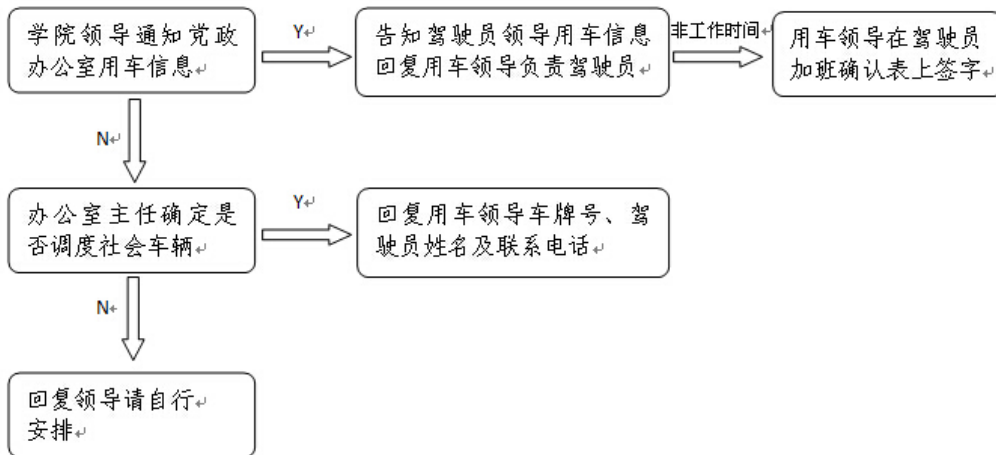 学院领导通知党政
办公室用车信息
Y
告知驾驶员领导用车信息
回复用车领导负责驾驶员
非工作时间
用车领导在驾驶员
加班确认表上签字
N
办公室主任确定是
否调度社会车辆
Y
回复用车领导车牌号、驾
驶员姓名及联系电话
N
回复领导请自行
安排